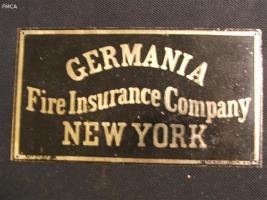 FMCA
GERMANIA
Fire Insurance Company
NEW YORK